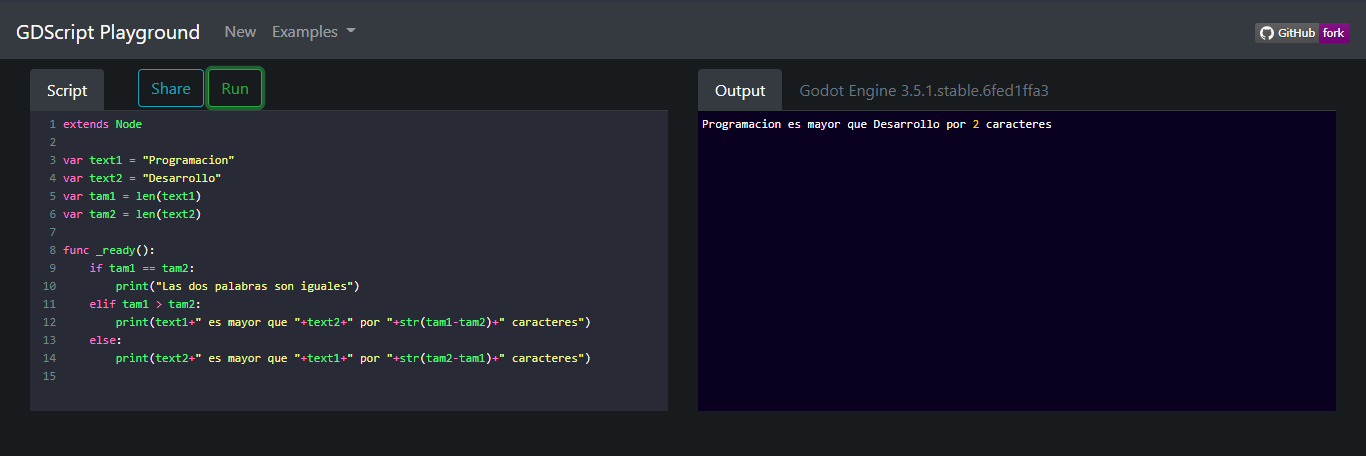 GDScript Playground New Examples
GitHub fork
Script Share Run
Output Godot Engine 3.5.1.stable.6fed1ffa3
1 extends Node
2
3 var text1 = "Programacion"
4 var text2 = "Desarrollo"
5 var tam1 = len(text1)
6 var tam2 = len(text2)
7
8 func _ready():
9     if tam1 == tam2:
10         print("Las dos palabras son iguales")
11     elif tam1 > tam2:
12         print(text1+" es mayor que "+text2+" por "+str(tam1-tam2)+" caracteres")
13     else:
14         print(text2+" es mayor que "+text1+" por "+str(tam2-tam1)+" caracteres")
15
Programacion es mayor que Desarrollo por 2 caracteres